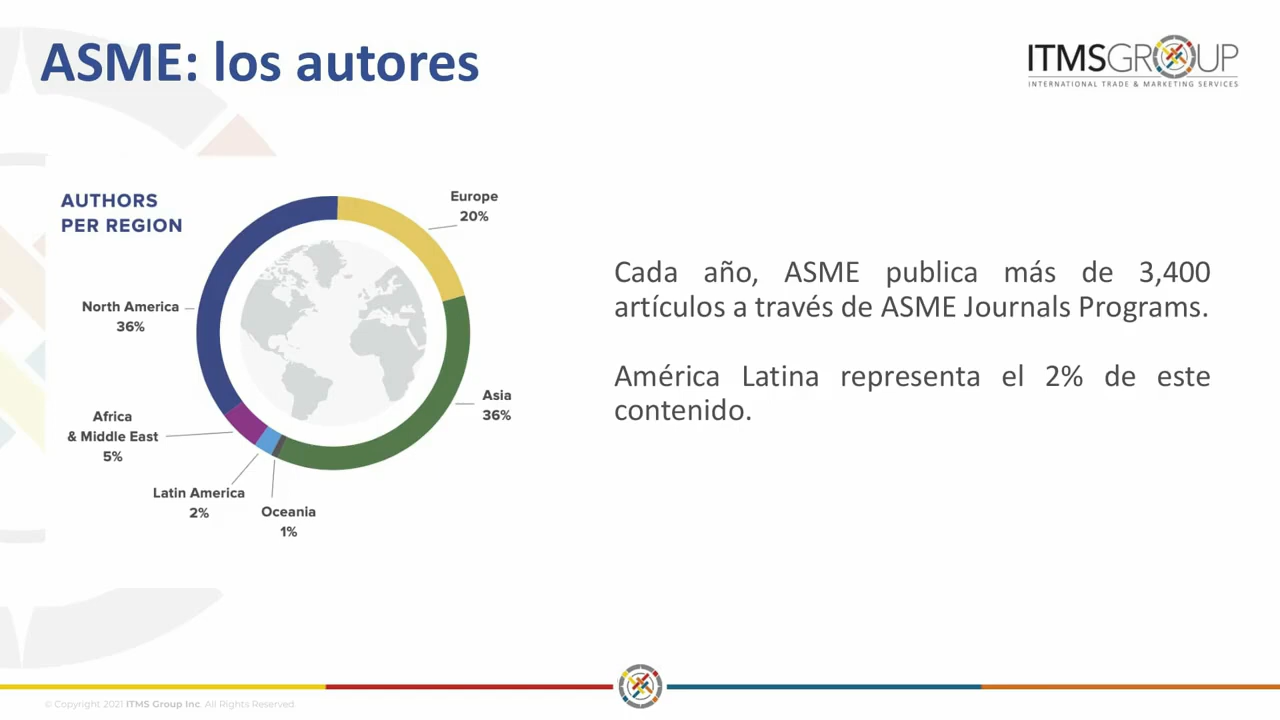 ASME: los autores
ITMSGROUP
INTERNATIONAL TRADE & MARKETING SERVICES
AUTHORS
PER REGION
Europe
20%
North America
36%
Asia
36%
Africa
& Middle East
5%
Latin America
2%
Oceania
1%
Cada año, ASME publica más de 3,400
artículos a través de ASME Journals Programs.
América Latina representa el 2% de este
contenido.
© Copyright 2021 ITMS Group Inc. All Rights Reserved.